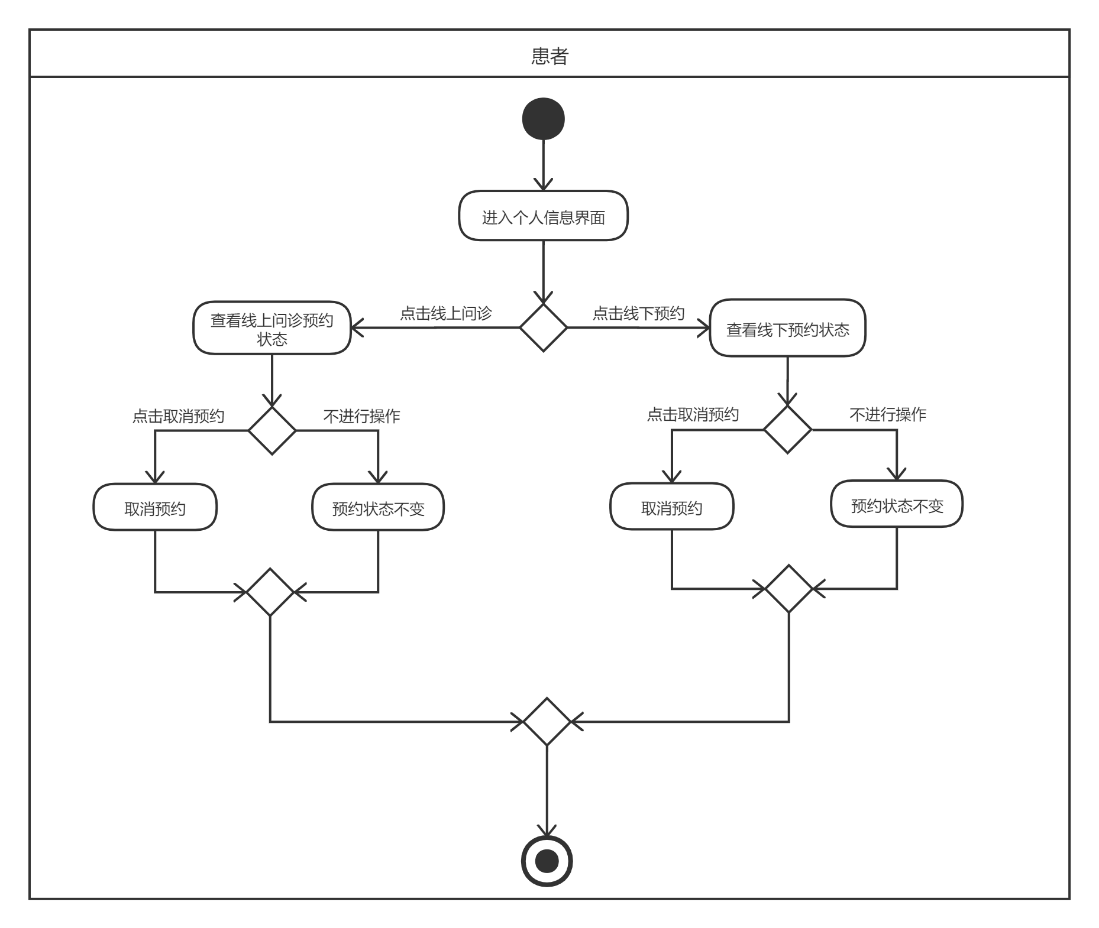 患者
进入个人信息界面
点击线上问诊
点击线下预约
查看线上问诊预约
状态
查看线下预约状态
点击取消预约
不进行操作
点击取消预约
不进行操作
取消预约
预约状态不变
取消预约
预约状态不变